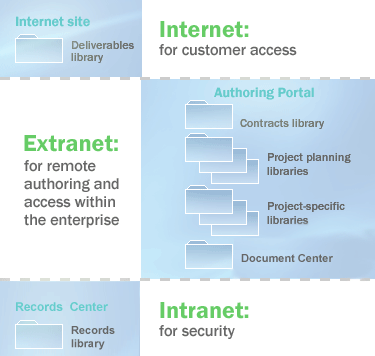 Internet site
Deliverables
library
Internet:
for customer access
Extranet:
for remote
authoring and
access within
the enterprise
Authoring Portal
Contracts library
Project planning
libraries
Project-specific
libraries
Document Center
Records Center
Records
library
Intranet:
for security